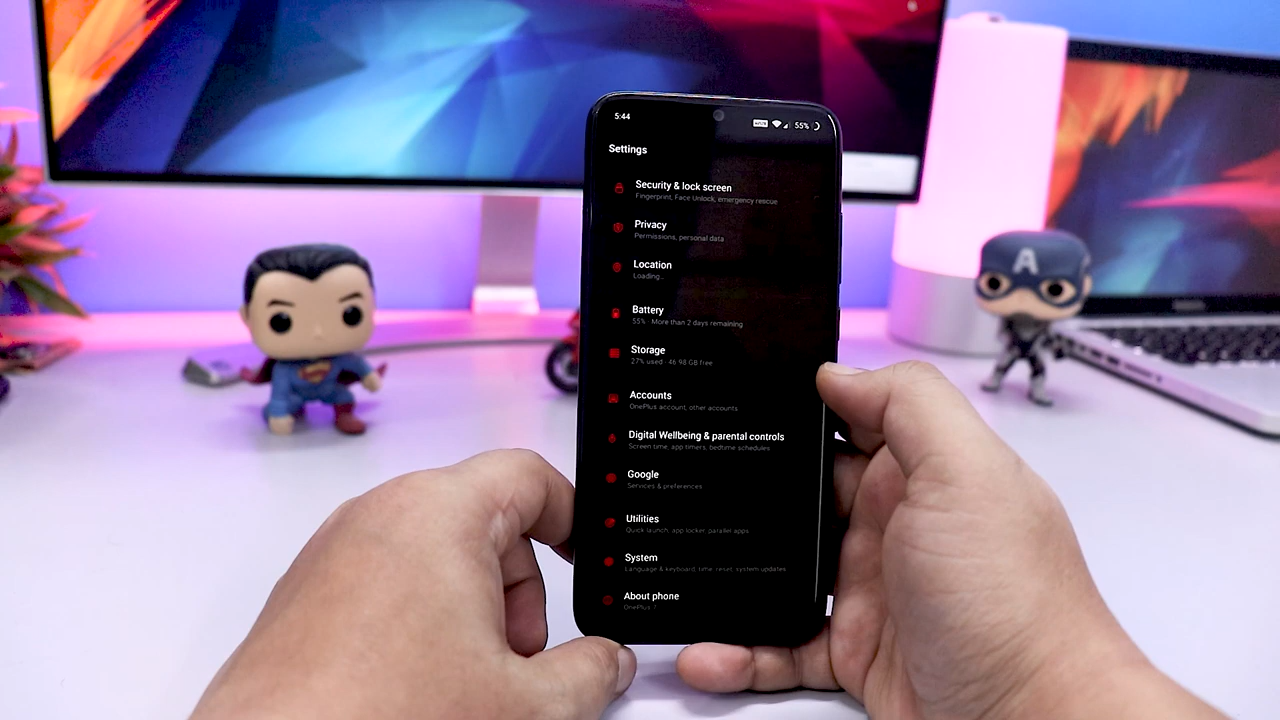 5:44
55%
Settings
Security & lock screen
Fingerprint, Face Unlock, emergency rescue
Privacy
Permissions, personal data
Location
Loading...
Battery
55% - More than 2 days remaining
Storage
27% used - 46.98 GB free
Accounts
OnePlus account, other accounts
Digital Wellbeing & parental controls
Screen time, app timers, bedtime schedules
Google
Services & preferences
Utilities
Quick launch, app locker, parallel apps
System
Language & keyboard, time, reset, system updates
About phone
OnePlus 7
A